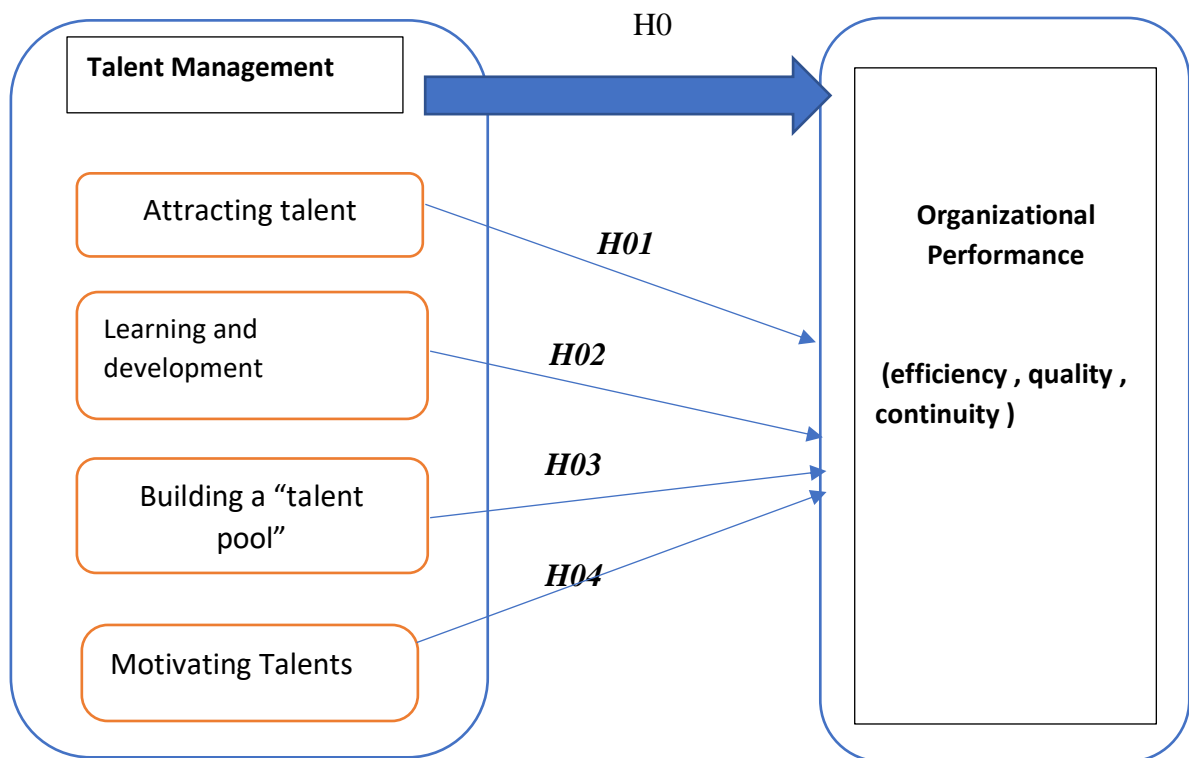 H0
Talent Management
Attracting talent
H01
Learning and
development
H02
Building a “talent
pool”
H03
Motivating Talents
H04
Organizational
Performance
(efficiency , quality ,
continuity )